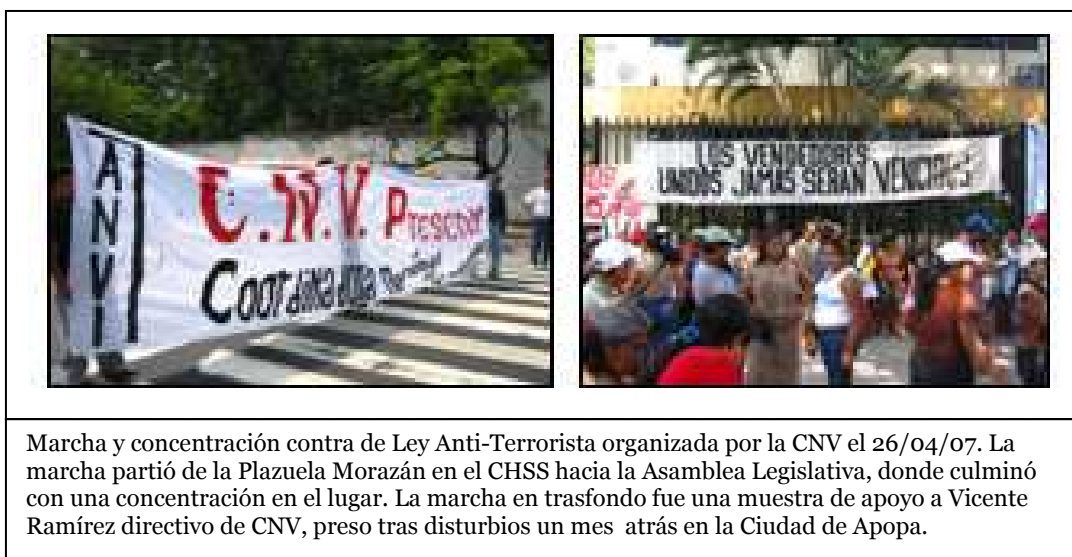 ANVI
C.N.V. Presente
LOS VENDEDORES
UNIDOS JAMAS SERAN VENCIDOS
Marcha y concentración contra de Ley Anti-Terrorista organizada por la CNV el 26/04/07. La
marcha partió de la Plazuela Morazán en el CHSS hacia la Asamblea Legislativa, donde culminó
con una concentración en el lugar. La marcha en trasfondo fue una muestra de apoyo a Vicente
Ramírez directivo de CNV, preso tras disturbios un mes atrás en la Ciudad de Apopa.